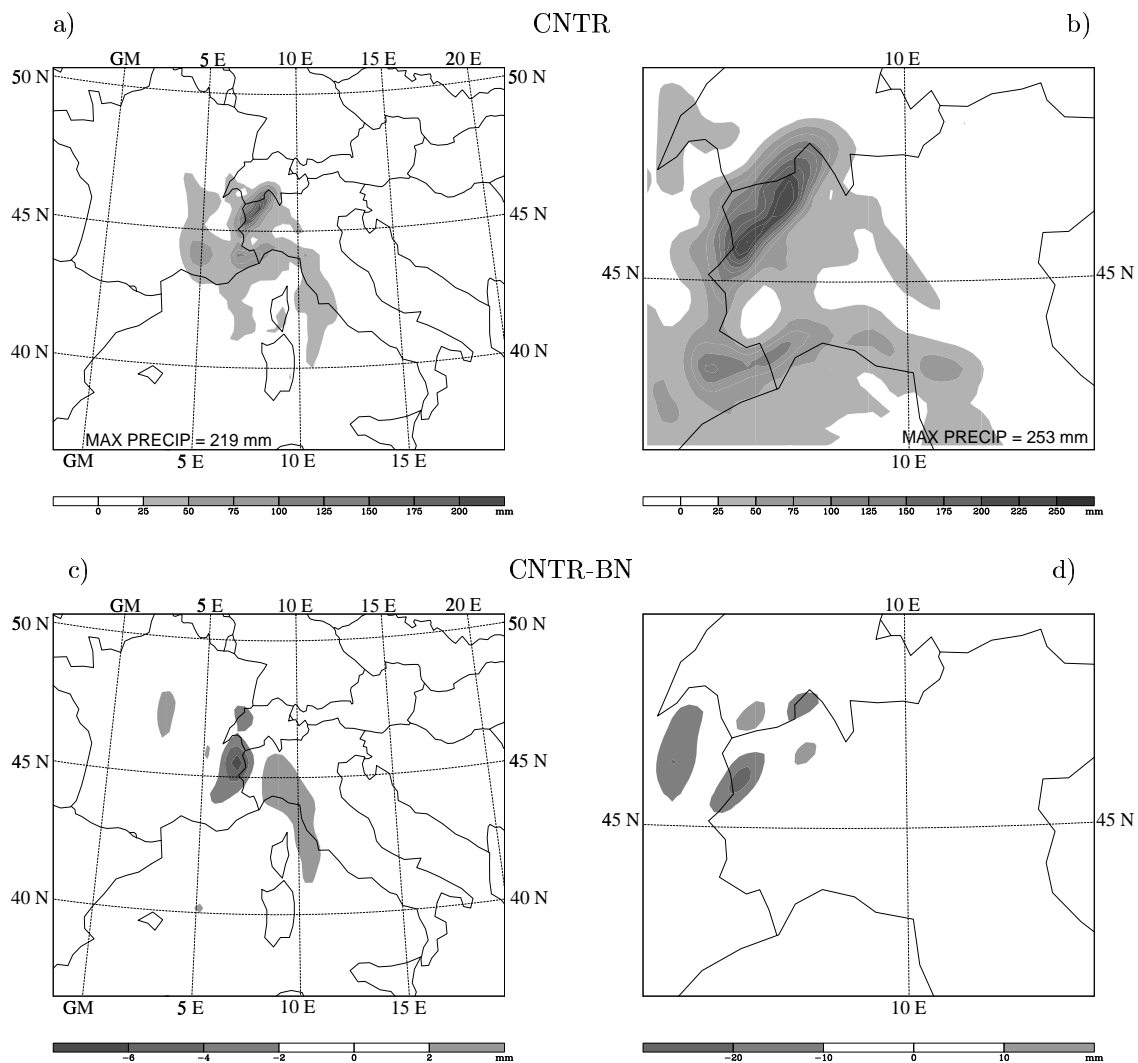 a) CNTR b)
GM 5 E 10 E 15 E 20 E
10 E
50 N 50 N
45 N 45 N
45 N 45 N
40 N 40 N
MAX PRECIP = 219 mm
MAX PRECIP = 253 mm
GM 5 E 10 E 15 E
10 E
0 25 50 75 100 125 150 175 200 mm
0 25 50 75 100 125 150 175 200 225 250 mm
c) CNTR-BN d)
GM 5 E 10 E 15 E 20 E
10 E
50 N 50 N
45 N 45 N
45 N 45 N
40 N 40 N
GM 5 E 10 E 15 E
10 E
-6 -4 -2 0 2 mm
-20 -10 0 10 mm